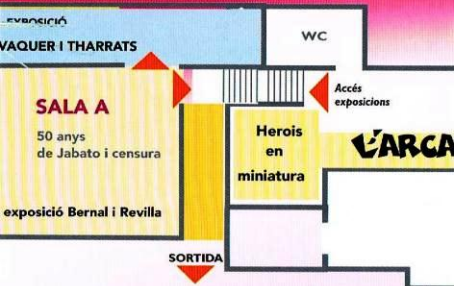 EXPOSICIÓ
VAQUER I THARRATS
WC
Accés
exposicions
SALA A
50 anys
de Jabato i censura
Herois
en
miniatura
L'ARCA
exposició Bernal i Revilla
SORTIDA